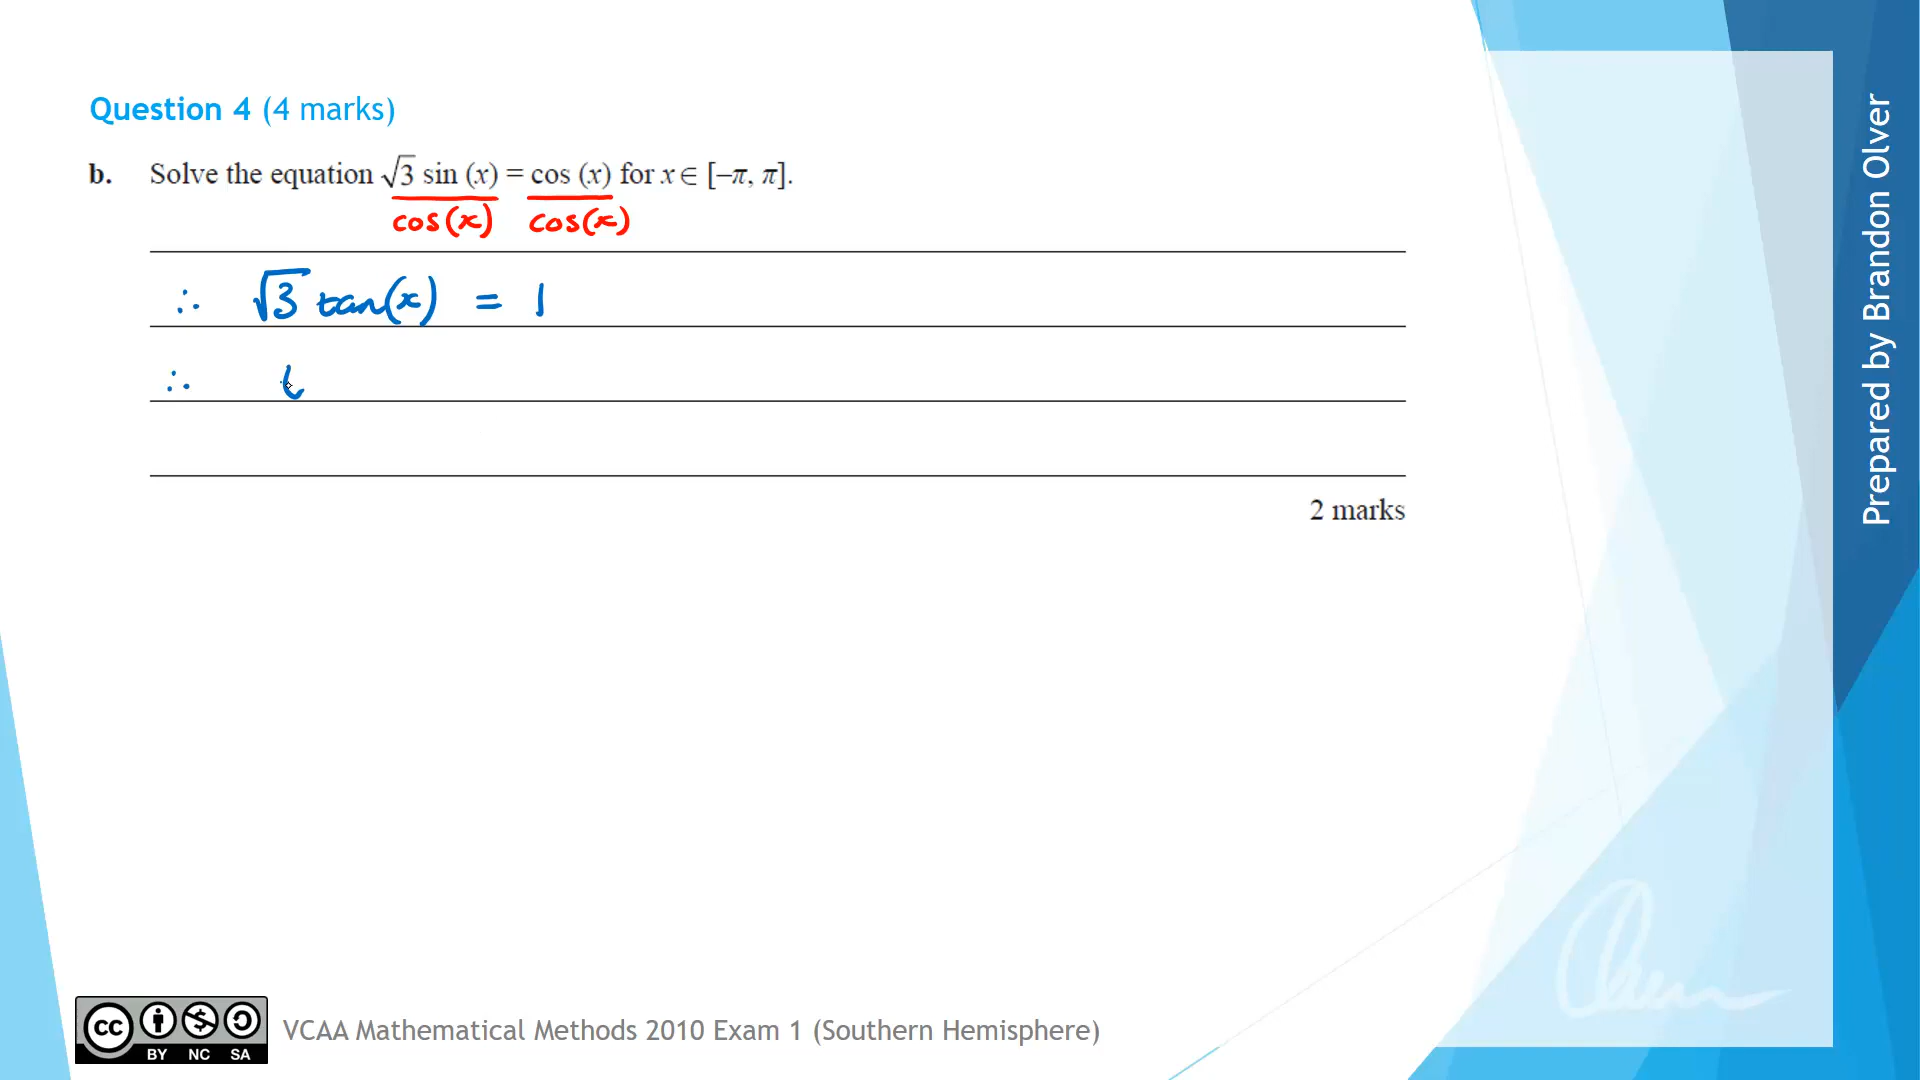 Question 4 (4 marks)
b. Solve the equation √3 sin (x) = cos (x) for x ∈ [–π, π].
cos(x) cos(x)
∴ √3 tan(x) = 1
∴ t
2 marks
Prepared by Brandon Olver
cc BY NC SA
VCAA Mathematical Methods 2010 Exam 1 (Southern Hemisphere)